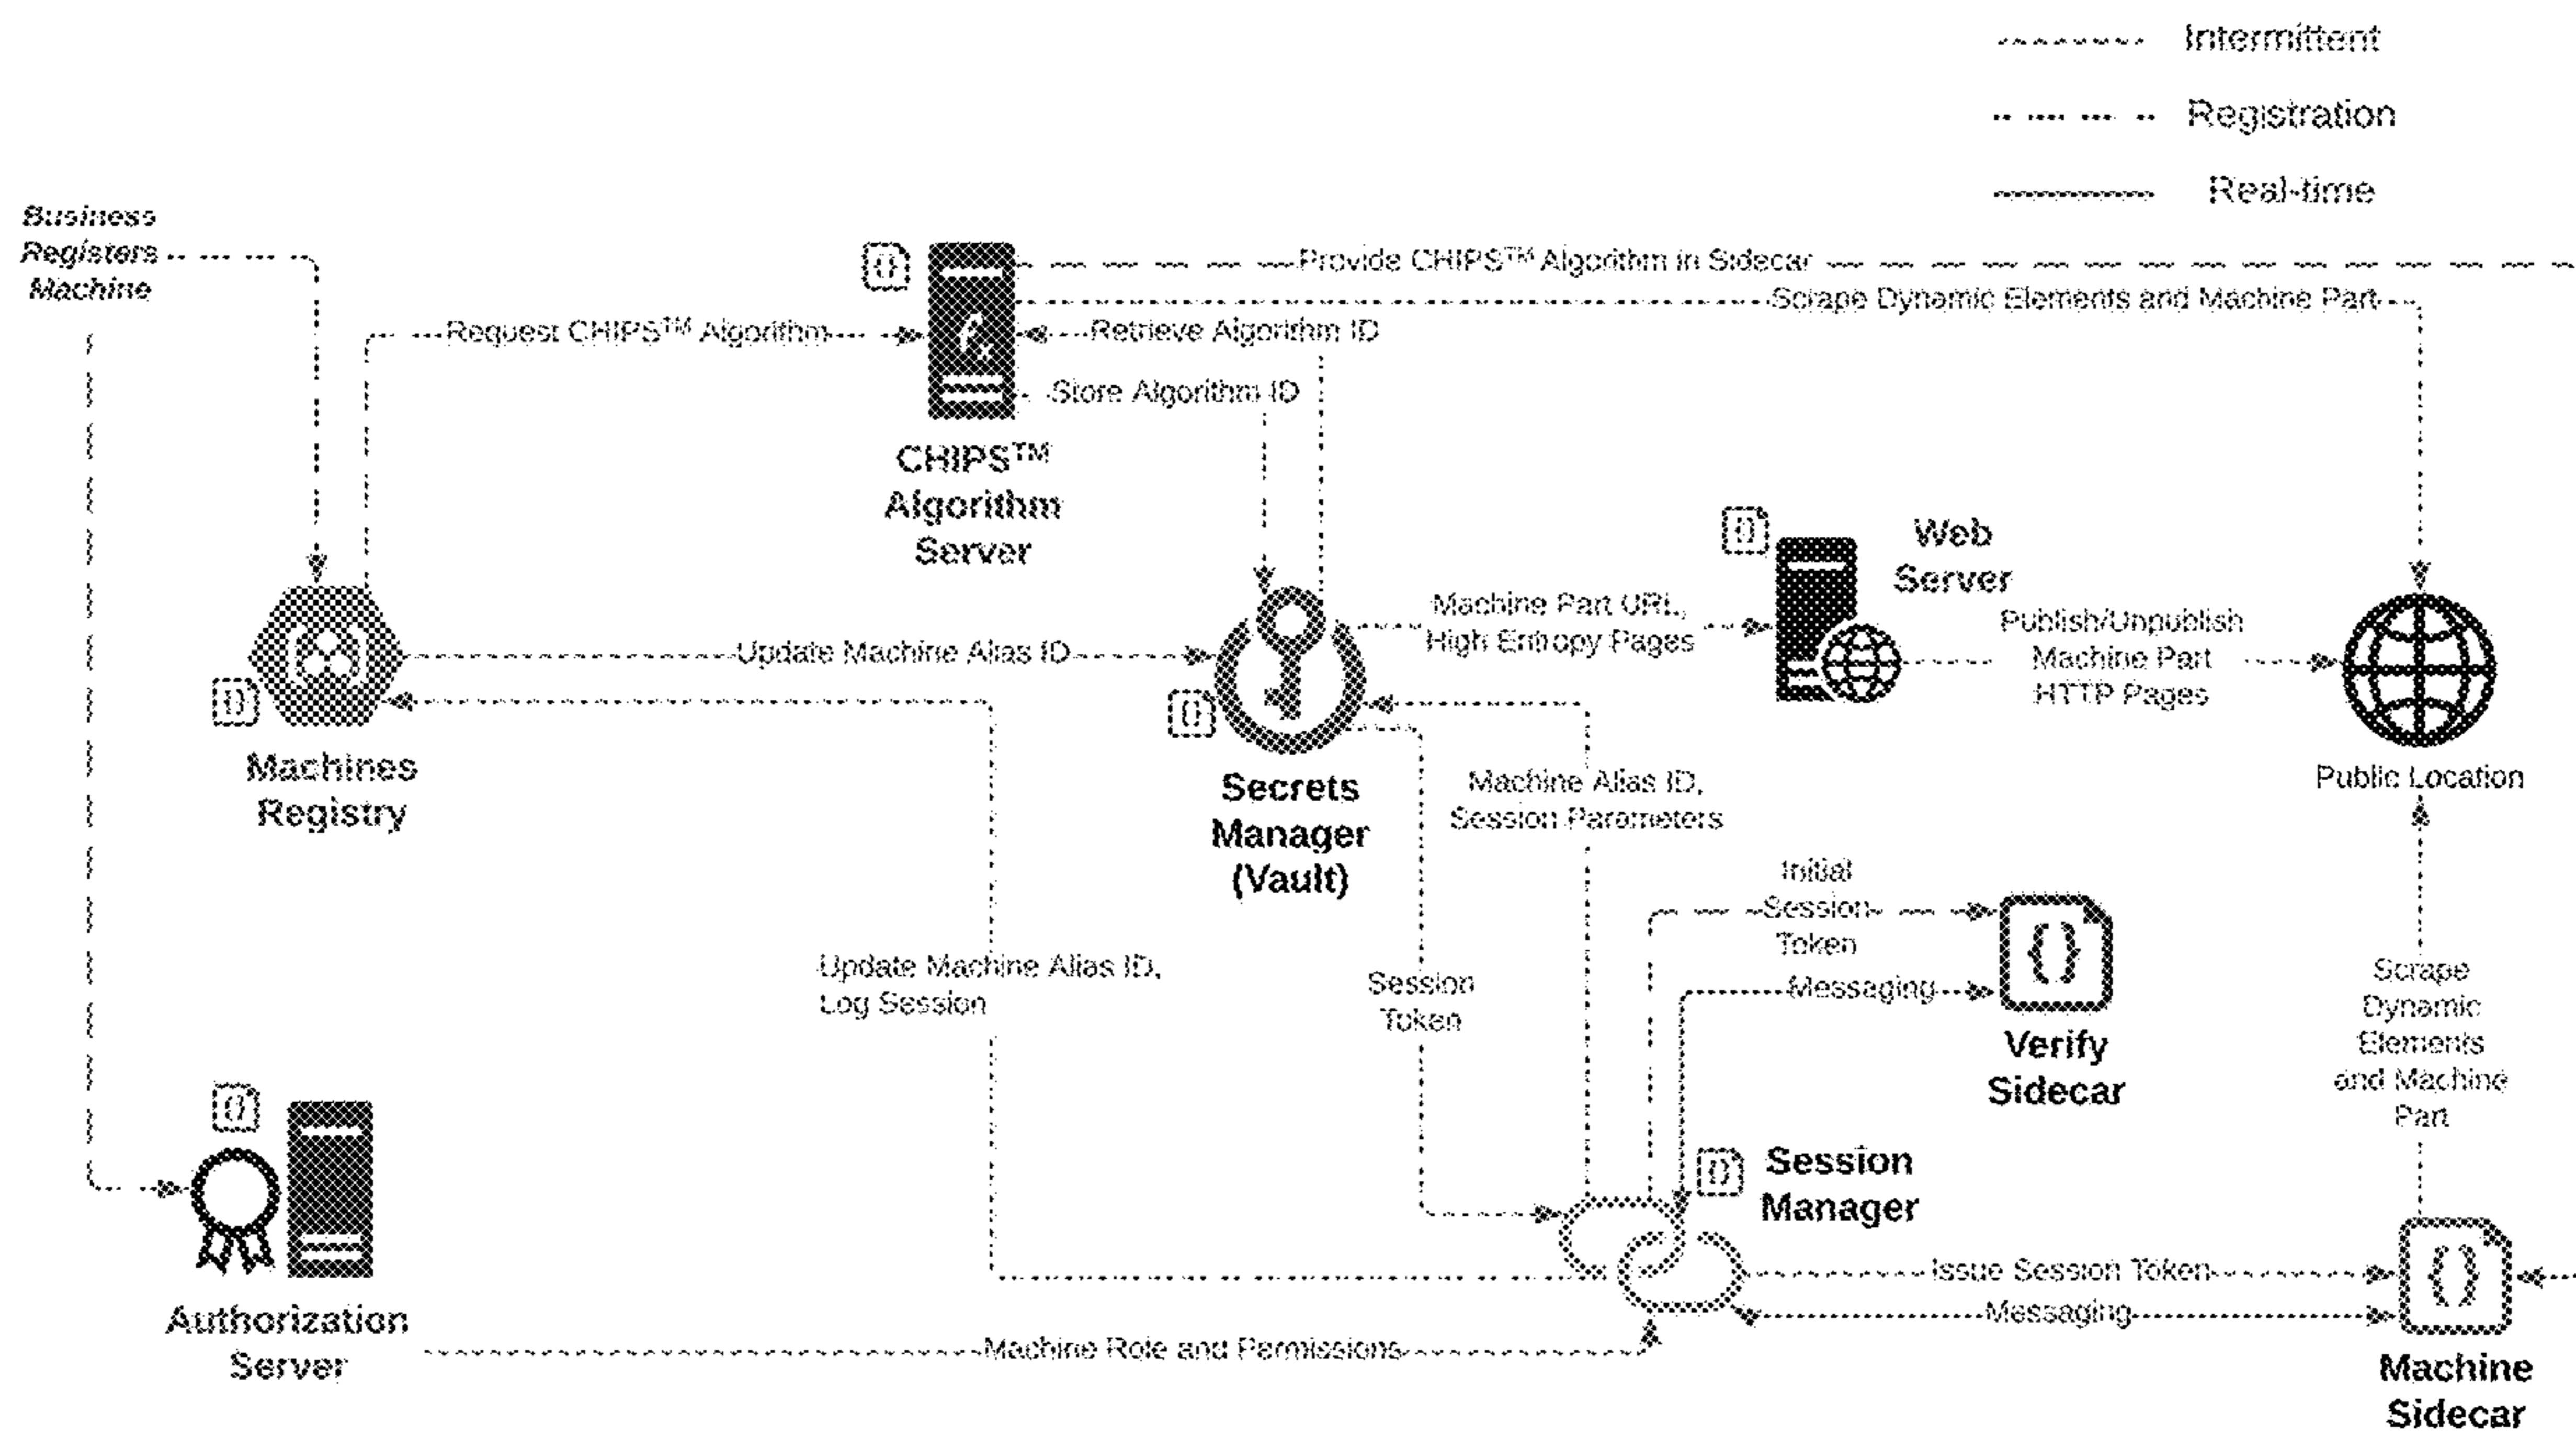 Intermittent
Registration
Real-time
Business
Registers
Machine
Provide CHIPS™ Algorithm in Sidecar
Scrape Dynamic Elements and Machine Part
Request CHIPS™ Algorithm
Retrieve Algorithm ID
Store Algorithm ID
fx
CHIPS™
Algorithm
Server
Web
Server
Machine Part URL,
High Entropy Pages
Publish/Unpublish
Machine Part
HTTP Pages
Update Machine Alias ID
Machines
Registry
Secrets
Manager
(Vault)
Machine Alias ID,
Session Parameters
Public Location
Initial
Session
Token
Messaging
Verify
Sidecar
Update Machine Alias ID,
Log Session
Session
Token
Scrape
Dynamic
Elements
and Machine
Part
Session
Manager
Issue Session Token
Messaging
Authorization
Server
Machine Role and Permissions
Machine
Sidecar
{ }
{ }
{ }
{ }
{ }
{ }
{ }
{ }